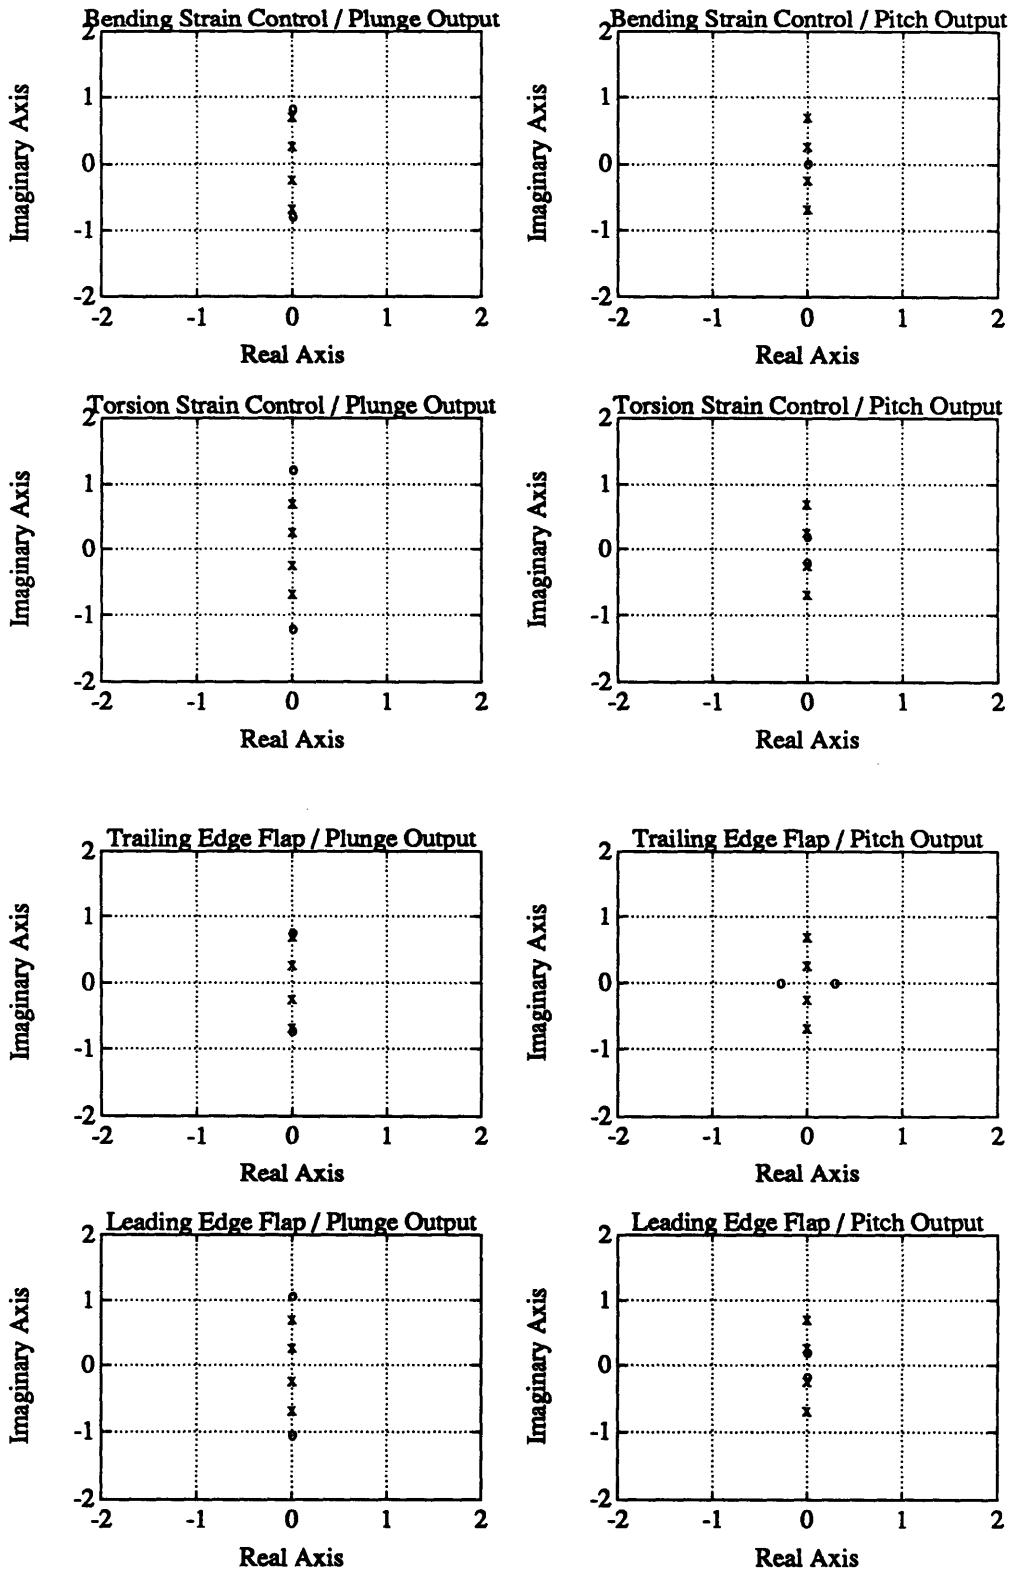 Bending Strain Control / Plunge Output
2
1
0
-1
-2
Imaginary Axis
-2 -1 0 1 2
Real Axis
Bending Strain Control / Pitch Output
2
1
0
-1
-2
Imaginary Axis
-2 -1 0 1 2
Real Axis
Torsion Strain Control / Plunge Output
2
1
0
-1
-2
Imaginary Axis
-2 -1 0 1 2
Real Axis
Torsion Strain Control / Pitch Output
2
1
0
-1
-2
Imaginary Axis
-2 -1 0 1 2
Real Axis
Trailing Edge Flap / Plunge Output
2
1
0
-1
-2
Imaginary Axis
-2 -1 0 1 2
Real Axis
Trailing Edge Flap / Pitch Output
2
1
0
-1
-2
Imaginary Axis
-2 -1 0 1 2
Real Axis
Leading Edge Flap / Plunge Output
2
1
0
-1
-2
Imaginary Axis
-2 -1 0 1 2
Real Axis
Leading Edge Flap / Pitch Output
2
1
0
-1
-2
Imaginary Axis
-2 -1 0 1 2
Real Axis